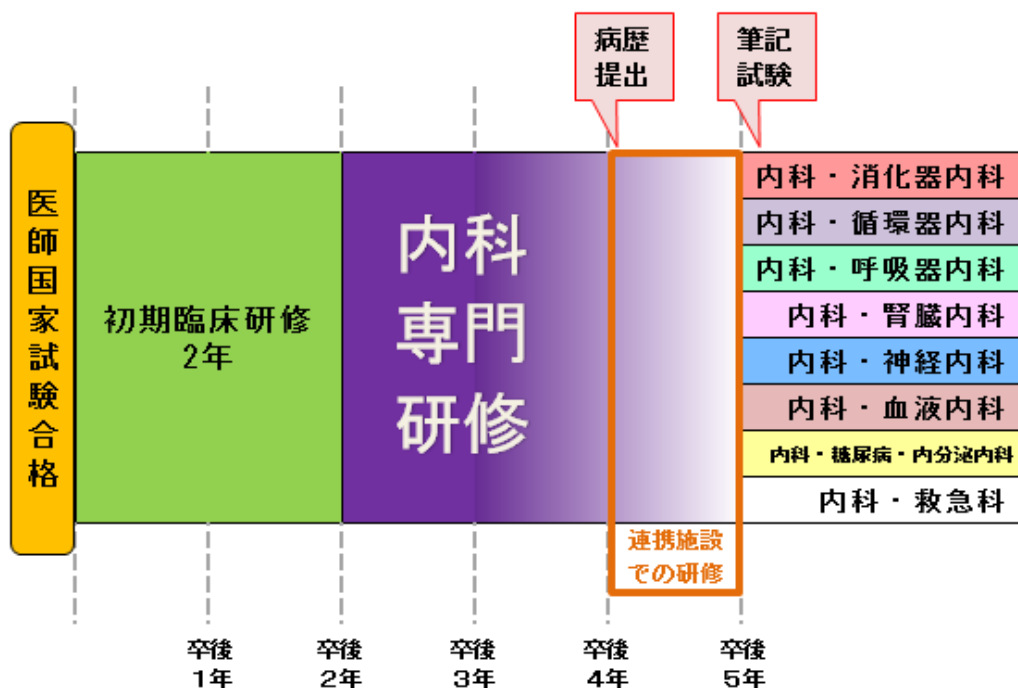 病歴
提出
筆記
試験
医師国家試験合格
初期臨床研修
2年
内科
専門
研修
内科・消化器内科
内科・循環器内科
内科・呼吸器内科
内科・腎臓内科
内科・神経内科
内科・血液内科
内科・糖尿病・内分泌内科
内科・救急科
連携施設
での研修
卒後
1年
卒後
2年
卒後
3年
卒後
4年
卒後
5年